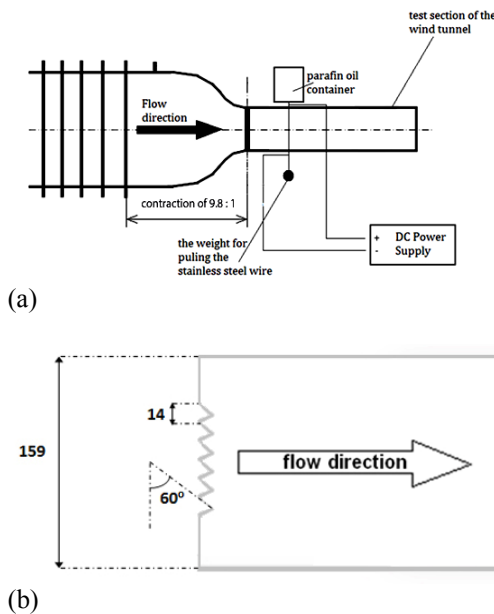 test section of the
wind tunnel
parafin oil
container
Flow
direction
contraction of 9.8 : 1
the weight for
puling the
stainless steel wire
+ DC Power
- Supply
(a)
14
159
flow direction
60°
(b)